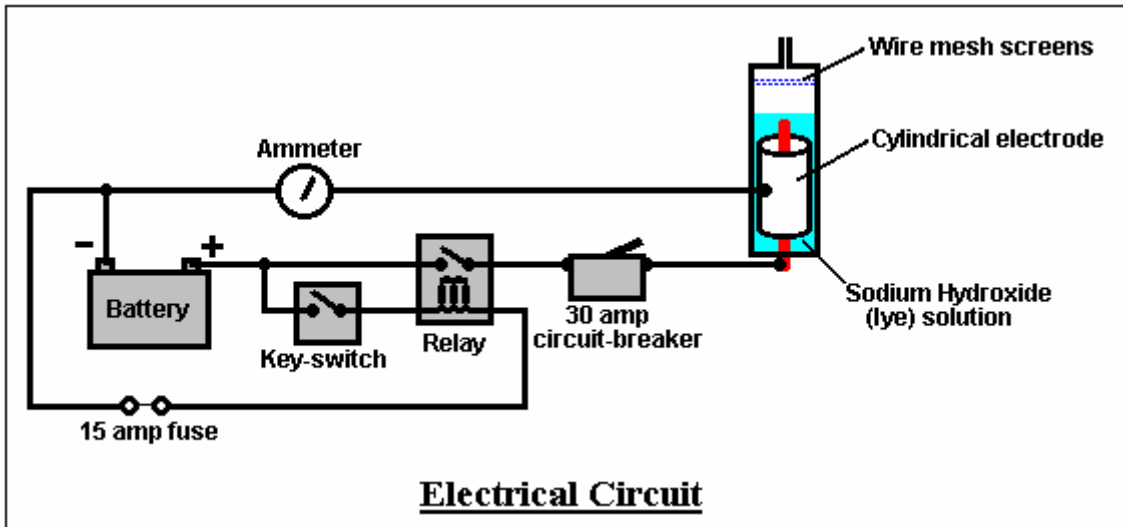 Wire mesh screens
Ammeter
Cylindrical electrode
- +
Battery
Key-switch
Relay
30 amp
circuit-breaker
Sodium Hydroxide
(lye) solution
15 amp fuse
Electrical Circuit